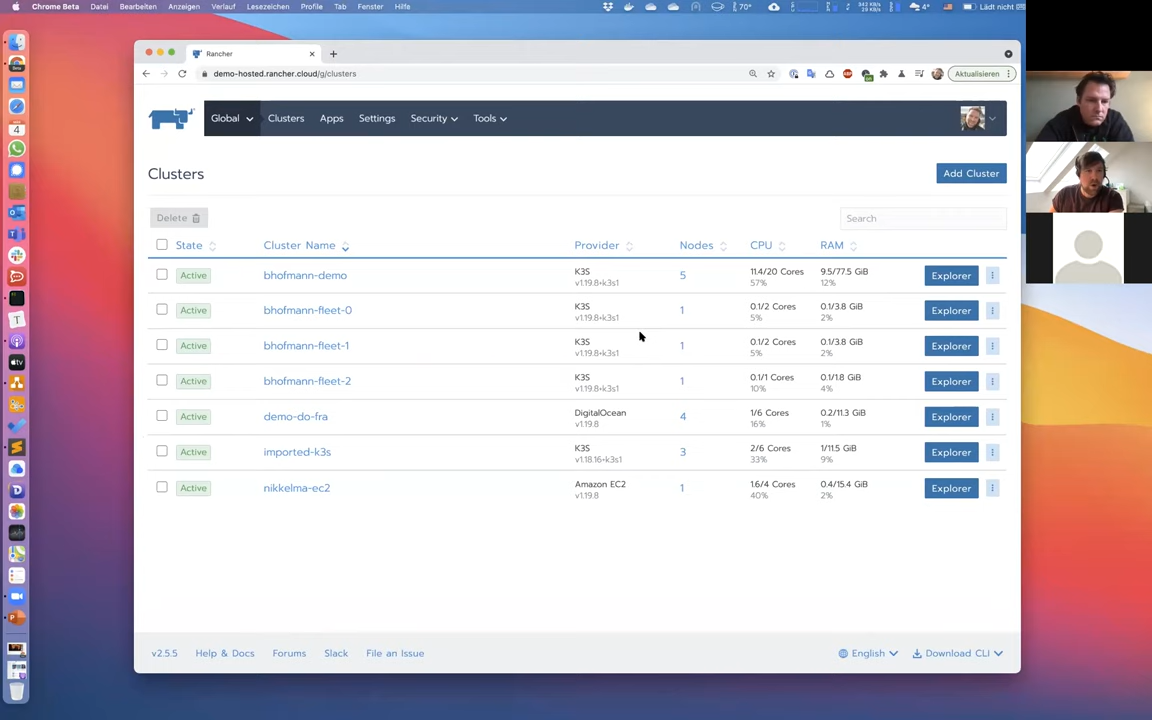 Chrome Beta Datei Bearbeiten Anzeigen Verlauf Lesezeichen Profile Tab Fenster Hilfe 70° 342 KB/s 4° Lädt nicht
Rancher
demo-hosted.rancher.cloud/g/clusters Aktualisieren
Global Clusters Apps Settings Security Tools
Clusters Add Cluster
Delete Search
State Cluster Name Provider Nodes CPU RAM
Active bhofmann-demo K3S 5 11.4/20 Cores 9.5/77.5 GiB Explorer
v1.19.8+k3s1 57% 12%
Active bhofmann-fleet-0 K3S 1 0.1/2 Cores 0.1/3.8 GiB Explorer
v1.19.8+k3s1 5% 2%
Active bhofmann-fleet-1 K3S 1 0.1/2 Cores 0.1/3.8 GiB Explorer
v1.19.8+k3s1 5% 2%
Active bhofmann-fleet-2 K3S 1 0.1/1 Cores 0.1/1.8 GiB Explorer
v1.19.8+k3s1 10% 4%
Active demo-do-fra DigitalOcean 4 1/6 Cores 0.2/11.3 GiB Explorer
v1.19.8 16% 1%
Active imported-k3s K3S 3 2/6 Cores 1/11.5 GiB Explorer
v1.18.16+k3s1 33% 9%
Active nikkelma-ec2 Amazon EC2 1 1.6/4 Cores 0.4/15.4 GiB Explorer
v1.19.8 40% 2%
v2.5.5 Help & Docs Forums Slack File an Issue English Download CLI